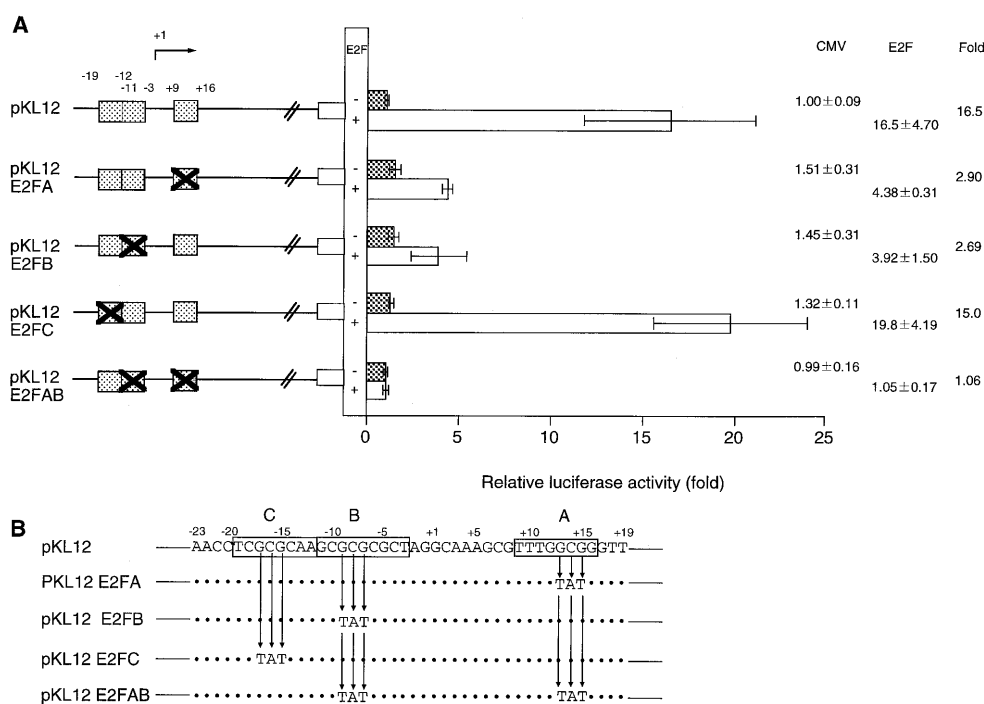 A
+1
E2F
CMV E2F Fold
-19 -12 -11 -3 +9 +16
pKL12 - + 1.00±0.09 16.5±4.70 16.5
pKL12 E2FA - + 1.51±0.31 4.38±0.31 2.90
pKL12 E2FB - + 1.45±0.31 3.92±1.50 2.69
pKL12 E2FC - + 1.32±0.11 19.8±4.19 15.0
pKL12 E2FAB - + 0.99±0.16 1.05±0.17 1.06
0 5 10 15 20 25
Relative luciferase activity (fold)
B
C B A
-23 -20 -15 -10 -5 +1 +5 +10 +15 +19
pKL12 AACCTCGCGCAAGCGCGCGCTAGGCAAAGCGTTTGGCGGGTT
PKL12 E2FA TAT
pKL12 E2FB TAT
pKL12 E2FC TAT
pKL12 E2FAB TAT TAT